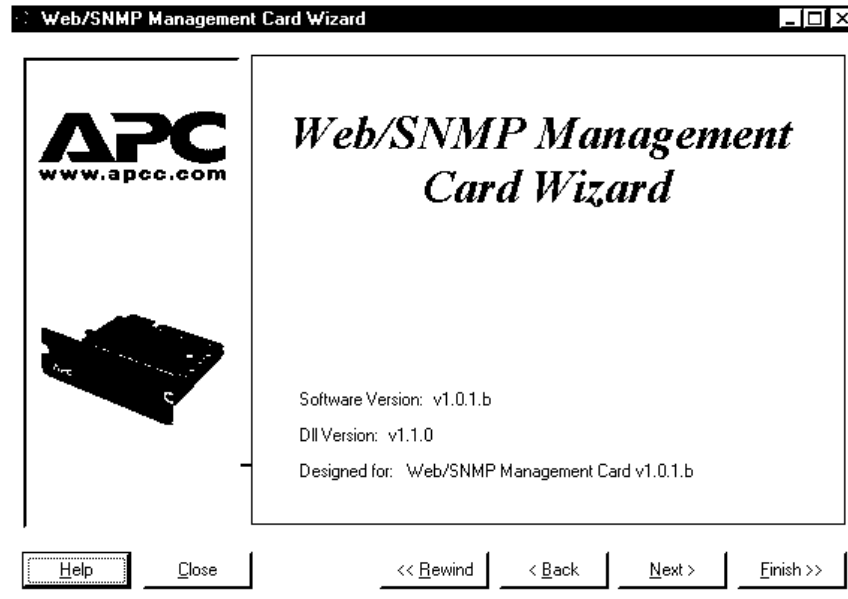 Web/SNMP Management Card Wizard
APC
www.apcc.com
Web/SNMP Management
Card Wizard
APC
Software Version: v1.0.1.b
Dll Version: v1.1.0
Designed for: Web/SNMP Management Card v1.0.1.b
Help Close << Rewind < Back Next > Finish >>